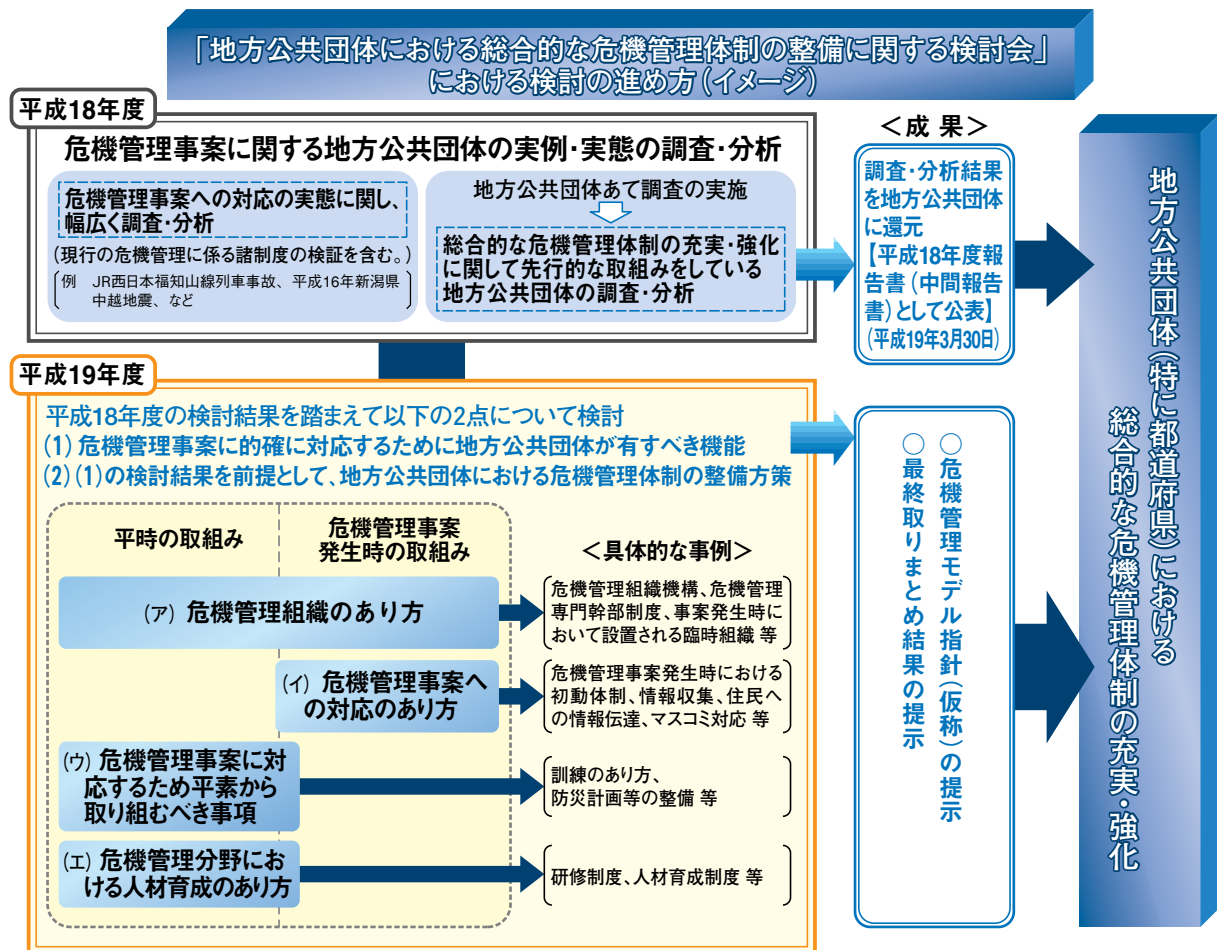 「地方公共団体における総合的な危機管理体制の整備に関する検討会」
における検討の進め方(イメージ)
平成18年度
危機管理事案に関する地方公共団体の実例・実態の調査・分析
危機管理事案への対応の実態に関し、
幅広く調査・分析
(現行の危機管理に係る諸制度の検証を含む。)
例 JR西日本福知山線列車事故、平成16年新潟県
中越地震、など
地方公共団体あて調査の実施
総合的な危機管理体制の充実・強化
に関して先行的な取組みをしている
地方公共団体の調査・分析
＜成 果＞
調査・分析結果
を地方公共団体
に還元
【平成18年度報
告書(中間報告
書)として公表】
(平成19年3月30日)
平成19年度
平成18年度の検討結果を踏まえて以下の2点について検討
(1) 危機管理事案に的確に対応するために地方公共団体が有すべき機能
(2) (1)の検討結果を前提として、地方公共団体における危機管理体制の整備方策
平時の取組み
危機管理事案
発生時の取組み
＜具体的な事例＞
(ア) 危機管理組織のあり方
危機管理組織機構、危機管理
専門幹部制度、事案発生時に
おいて設置される臨時組織 等
(イ) 危機管理事案へ
の対応のあり方
危機管理事案発生時における
初動体制、情報収集、住民へ
の情報伝達、マスコミ対応 等
(ウ) 危機管理事案に対
応するため平素から
取り組むべき事項
訓練のあり方、
防災計画等の整備 等
(エ) 危機管理分野にお
ける人材育成のあり方
研修制度、人材育成制度 等
○危機管理モデル指針(仮称)の提示
○最終取りまとめ結果の提示
地方公共団体(特に都道府県)における
総合的な危機管理体制の充実・強化